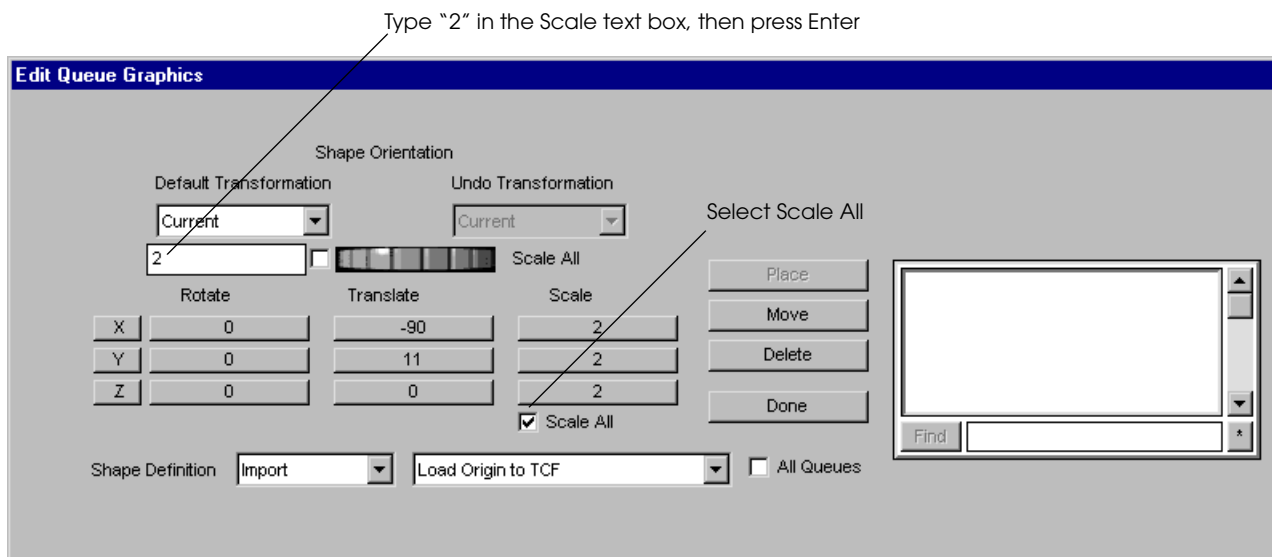 Type “2” in the Scale text box, then press Enter
Edit Queue Graphics
Shape Orientation
Default Transformation Undo Transformation
Current Current
Select Scale All
2 Scale All
Rotate Translate Scale
X 0 -90 2
Y 0 11 2
Z 0 0 2
Scale All
Place
Move
Delete
Done
Find *
Shape Definition Import Load Origin to TCF All Queues